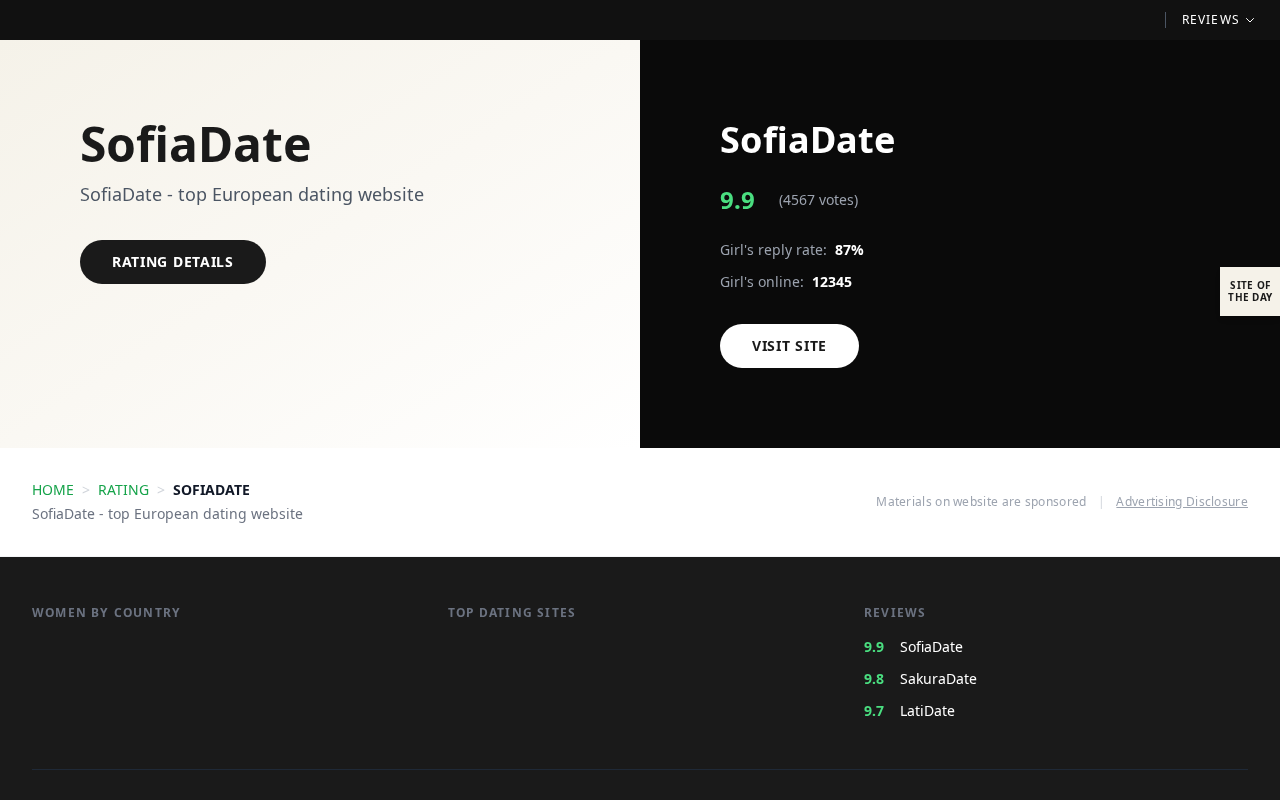 REVIEWS
SofiaDate
SofiaDate - top European dating website
RATING DETAILS
SofiaDate
9.9 (4567 votes)
Girl's reply rate: 87%
Girl's online: 12345
VISIT SITE
SITE OF
THE DAY
HOME > RATING > SOFIADATE
SofiaDate - top European dating website
Materials on website are sponsored | Advertising Disclosure
WOMEN BY COUNTRY
TOP DATING SITES
REVIEWS
9.9 SofiaDate
9.8 SakuraDate
9.7 LatiDate